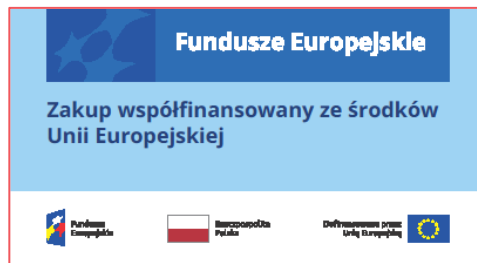 Fundusze Europejskie
Zakup współfinansowany ze środków
Unii Europejskiej
Fundusze
Europejskie
Rzeczpospolita
Polska
Dofinansowane przez
Unię Europejską